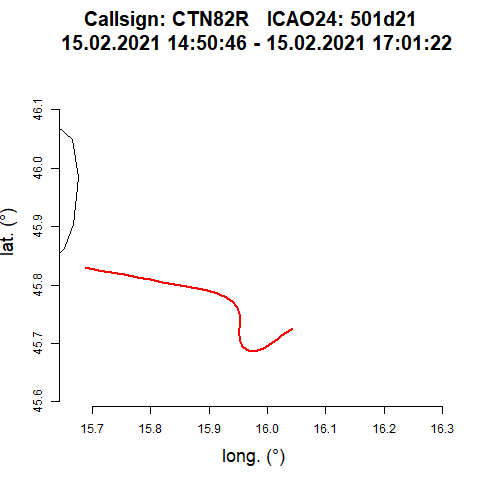 Callsign: CTN82R   ICAO24: 501d21
15.02.2021 14:50:46 - 15.02.2021 17:01:22
46.1
46.0
45.9
45.8
45.7
45.6
lat. (°)
15.7 15.8 15.9 16.0 16.1 16.2 16.3
long. (°)